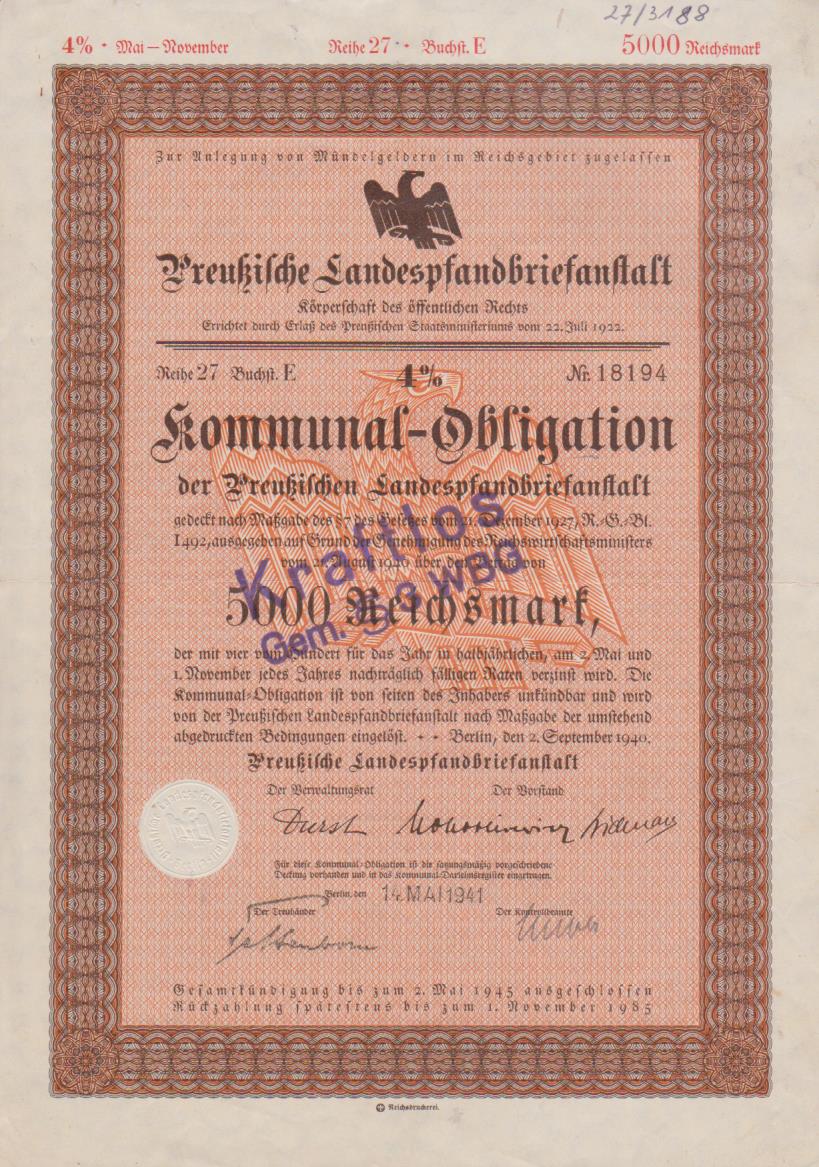 27/3188
4% • Mai – November Reihe 27 • • Buchst. E 5000 Reichsmark
Zur Anlegung von Mündelgeldern im Reichsgebiet zugelassen
Preußische Landespfandbriefanstalt
Körperschaft des öffentlichen Rechts
Errichtet durch Erlaß des Preußischen Staatsministeriums vom 22. Juli 1922.
Reihe 27 Buchst. E 4% Nr. 18194
Kommunal-Obligation
der Preußischen Landespfandbriefanstalt
gedeckt nach Maßgabe des § 7 des Gesetzes vom 21. Dezember 1927, R.-G.-Bl.
I 492, ausgegeben auf Grund der Genehmigung des Reichswirtschaftsministers
vom 21. August 1940 über den Betrag von
Kraftlos
Gem. § 3 WBG
5000 Reichsmark,
der mit vier vom Hundert für das Jahr in halbjährlichen, am 2. Mai und
1. November jedes Jahres nachträglich fälligen Raten verzinst wird. Die
Kommunal-Obligation ist von seiten des Inhabers unkündbar und wird
von der Preußischen Landespfandbriefanstalt nach Maßgabe der umstehend
abgedruckten Bedingungen eingelöst. • • Berlin, den 2. September 1940.
Preußische Landespfandbriefanstalt
Der Verwaltungsrat Der Vorstand
Für diese Kommunal-Obligation ist die satzungsmäßig vorgeschriebene
Deckung vorhanden und in das Kommunal-Darlehnsregister eingetragen.
Berlin, den 14. MAI 1941
Der Treuhänder Der Kontrollbeamte
Gesamtkündigung bis zum 2. Mai 1945 ausgeschlossen
Rückzahlung spätestens bis zum 1. November 1985
Reichsdruckerei.